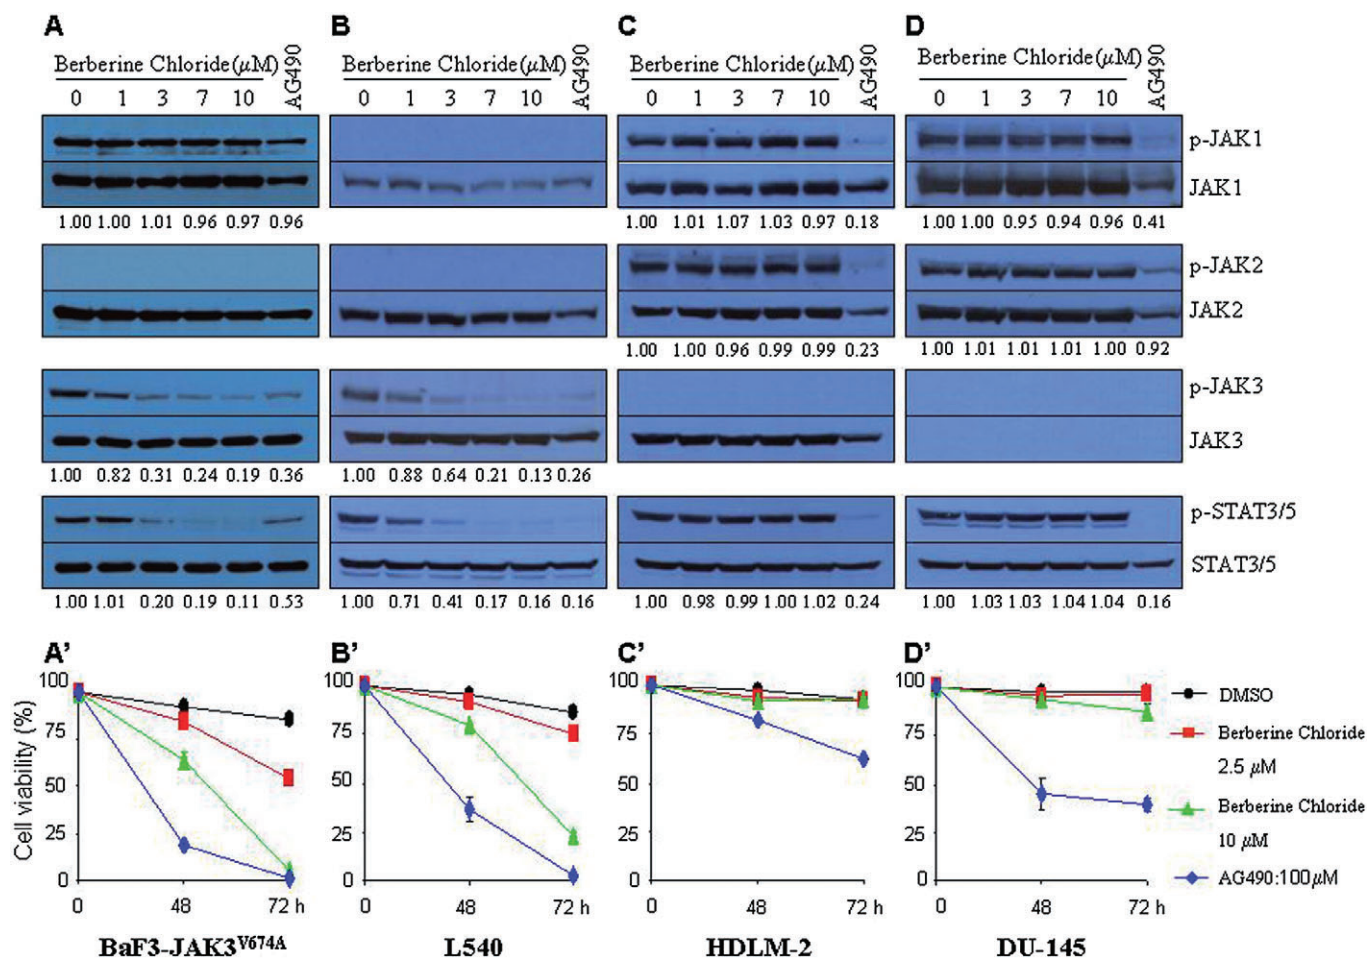 A B C D
Berberine Chloride(μM) AG490 Berberine Chloride(μM) AG490 Berberine Chloride(μM) AG490 Berberine Chloride(μM) AG490
0 1 3 7 10 0 1 3 7 10 0 1 3 7 10 0 1 3 7 10
p-JAK1
JAK1
1.00 1.00 1.01 0.96 0.97 0.96 1.00 1.01 1.07 1.03 0.97 0.18 1.00 1.00 0.95 0.94 0.96 0.41
p-JAK2
JAK2
1.00 1.00 0.96 0.99 0.99 0.23 1.00 1.01 1.01 1.01 1.00 0.92
p-JAK3
JAK3
1.00 0.82 0.31 0.24 0.19 0.36 1.00 0.88 0.64 0.21 0.13 0.26
p-STAT3/5
STAT3/5
1.00 1.01 0.20 0.19 0.11 0.53 1.00 0.71 0.41 0.17 0.16 0.16 1.00 0.98 0.99 1.00 1.02 0.24 1.00 1.03 1.03 1.04 1.04 0.16
A' B' C' D'
Cell viability (%)
100 100 100 100
75 75 75 75
50 50 50 50
25 25 25 25
0 0 0 0
0 48 72 h 0 48 72 h 0 48 72 h 0 48 72 h
BaF3-JAK3V674A L540 HDLM-2 DU-145
DMSO
Berberine Chloride
2.5 μM
Berberine Chloride
10 μM
AG490:100μM